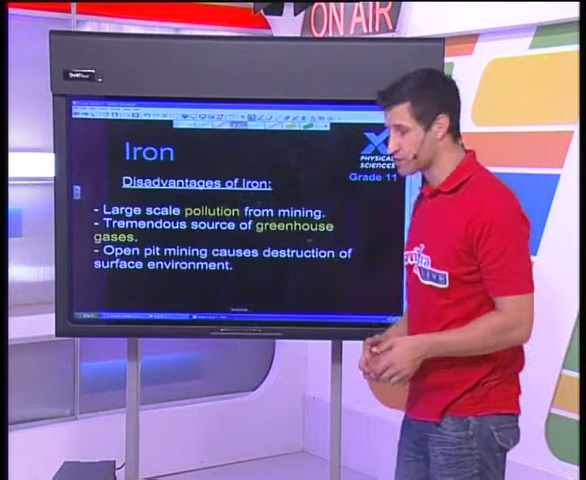 ON AIR
Iron
PHYSICAL
SCIENCES
Grade 11
Disadvantages of Iron:
- Large scale pollution from mining.
- Tremendous source of greenhouse
gases.
- Open pit mining causes destruction of
surface environment.